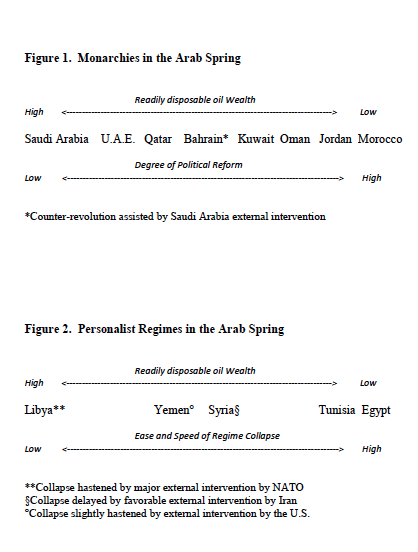 Figure 1. Monarchies in the Arab Spring
Readily disposable oil Wealth
High <-----------------------------------------------------------------------------------> Low
Saudi Arabia U.A.E. Qatar Bahrain* Kuwait Oman Jordan Morocco
Degree of Political Reform
Low <-----------------------------------------------------------------------------------> High
*Counter-revolution assisted by Saudi Arabia external intervention
Figure 2. Personalist Regimes in the Arab Spring
Readily disposable oil Wealth
High <-----------------------------------------------------------------------------------> Low
Libya** Yemen° Syria§ Tunisia Egypt
Ease and Speed of Regime Collapse
Low <-----------------------------------------------------------------------------------> High
**Collapse hastened by major external intervention by NATO
§Collapse delayed by favorable external intervention by Iran
°Collapse slightly hastened by external intervention by the U.S.